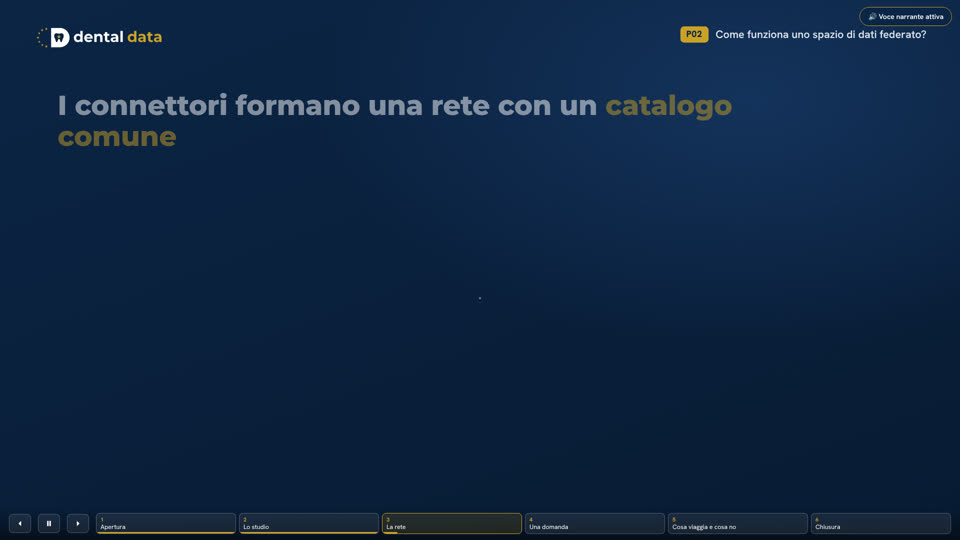 🔊 Voce narrante attiva
dental data
P02 Come funziona uno spazio di dati federato?
I connettori formano una rete con un catalogo
comune
1
Apertura
2
Lo studio
3
La rete
4
Una domanda
5
Cosa viaggia e cosa no
6
Chiusura